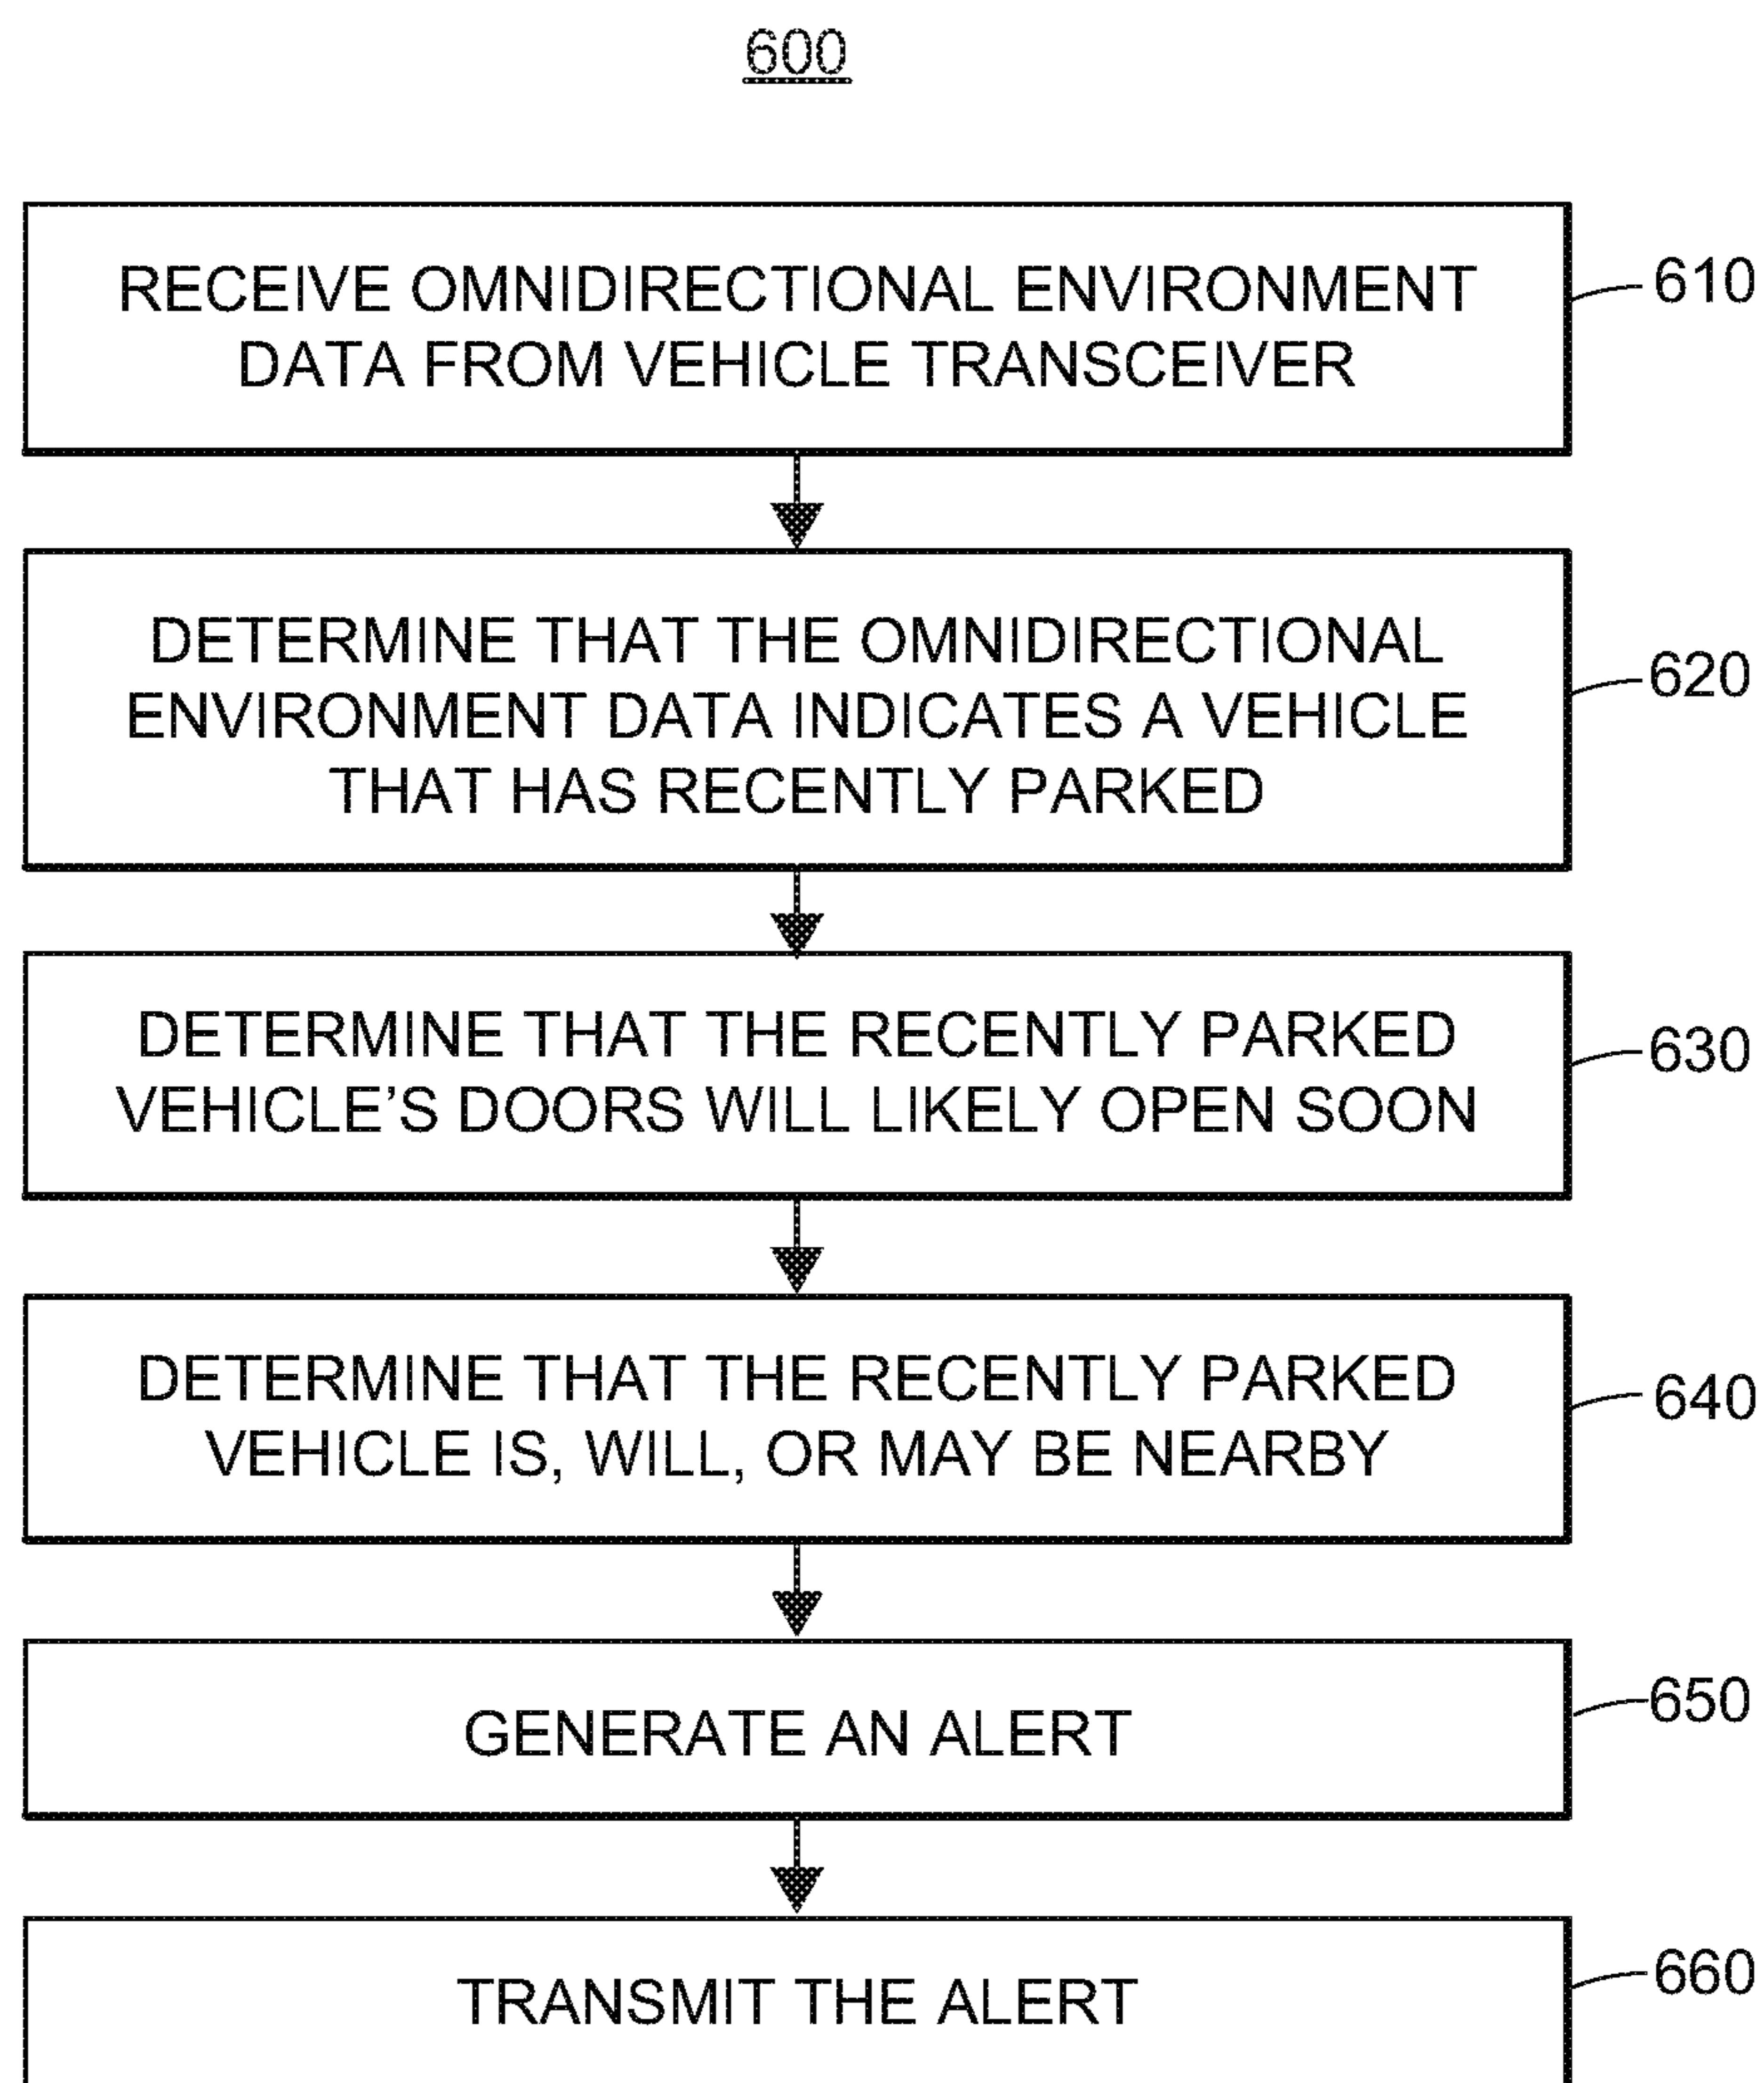 600
RECEIVE OMNIDIRECTIONAL ENVIRONMENT
DATA FROM VEHICLE TRANSCEIVER
610
DETERMINE THAT THE OMNIDIRECTIONAL
ENVIRONMENT DATA INDICATES A VEHICLE
THAT HAS RECENTLY PARKED
620
DETERMINE THAT THE RECENTLY PARKED
VEHICLE’S DOORS WILL LIKELY OPEN SOON
630
DETERMINE THAT THE RECENTLY PARKED
VEHICLE IS, WILL, OR MAY BE NEARBY
640
GENERATE AN ALERT
650
TRANSMIT THE ALERT
660